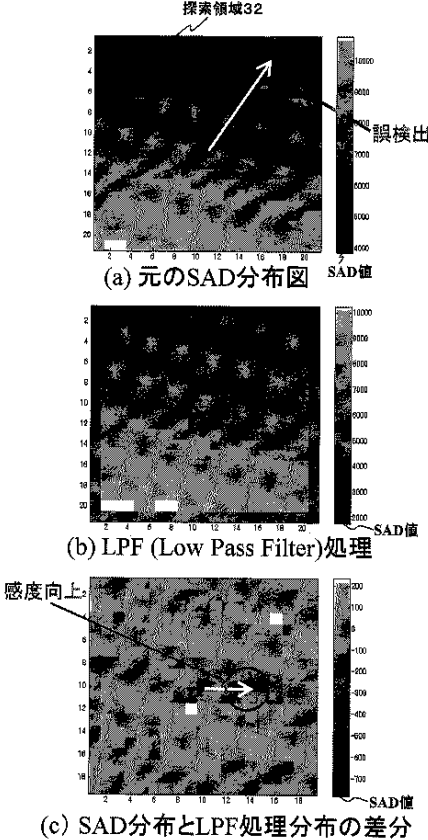 探索領域32
誤検出
SAD値
(a) 元のSAD分布図
SAD値
(b) LPF (Low Pass Filter)処理
感度向上
SAD値
(c) SAD分布とLPF処理分布の差分